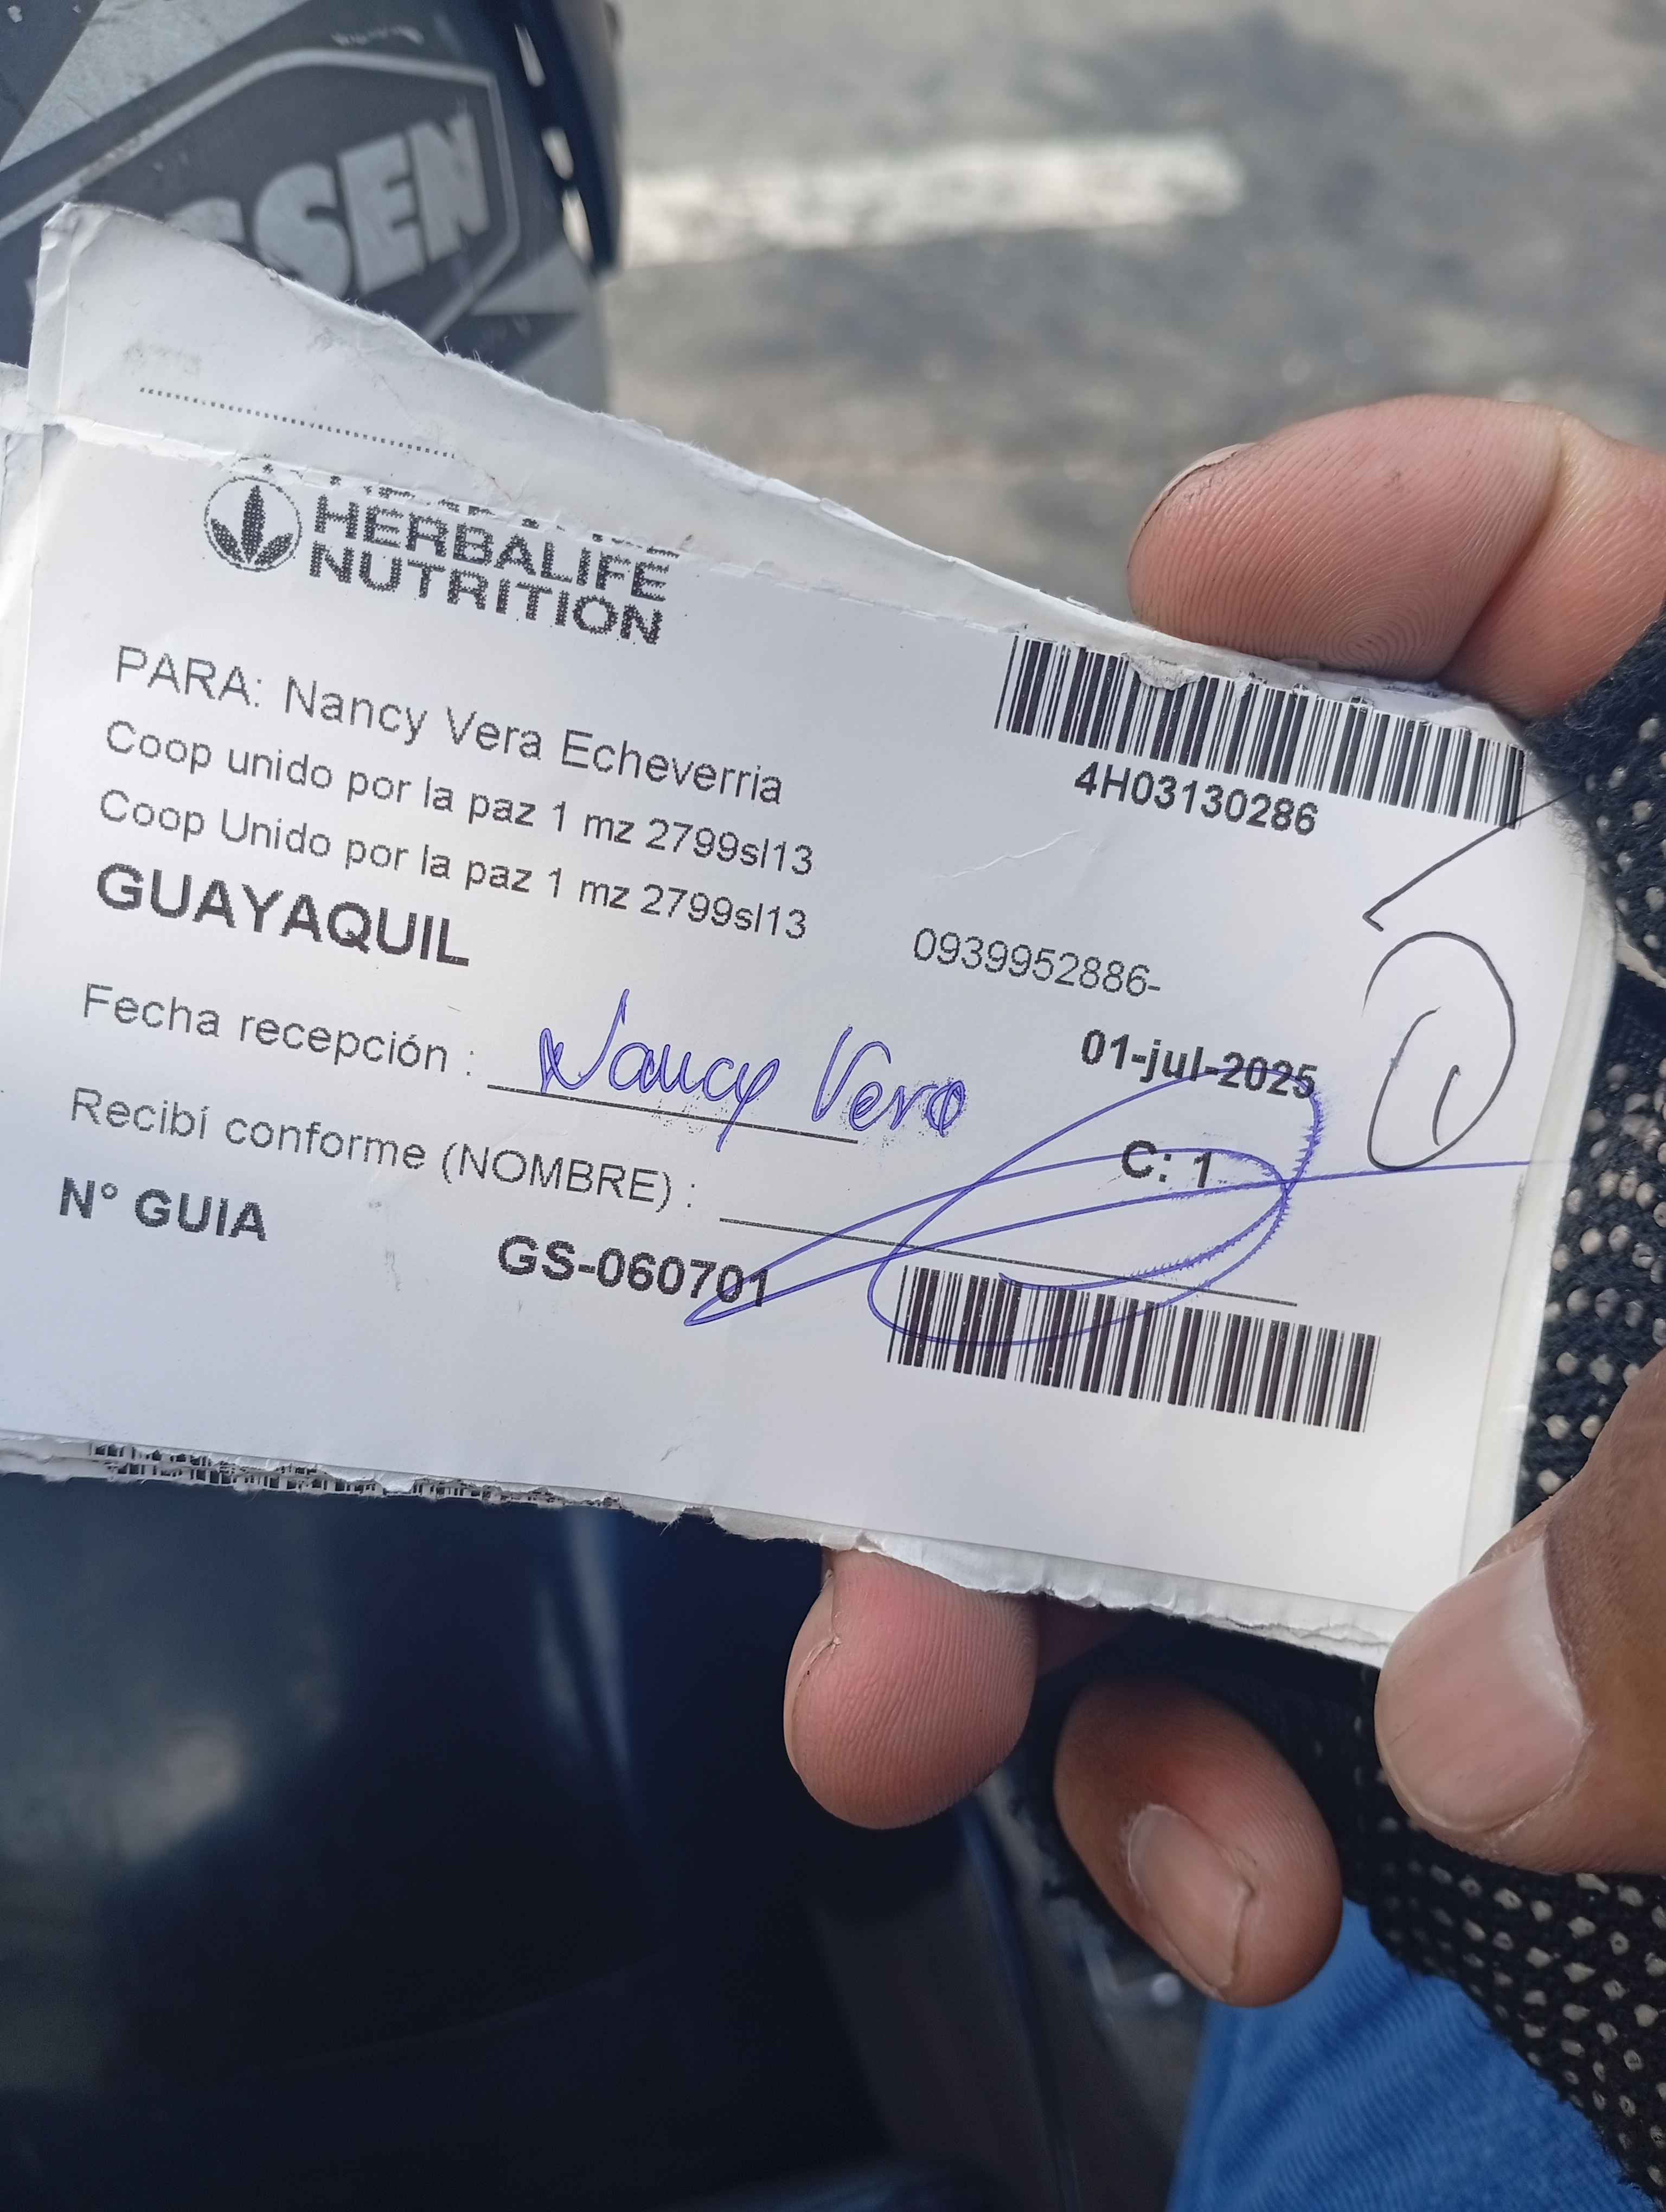 SSEN
HERBALIFE
NUTRITION
PARA: Nancy Vera Echeverria
4H03130286
Coop unido por la paz 1 mz 2799sl13
Coop Unido por la paz 1 mz 2799sl13
GUAYAQUIL
0939952886-
01-jul-2025
Fecha recepción : Nancy Vera
C: 1
Recibí conforme (NOMBRE) :
N° GUIA GS-060701